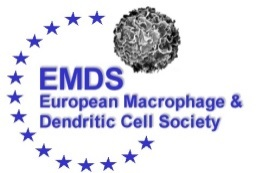 EMDS
European Macrophage &
Dendritic Cell Society